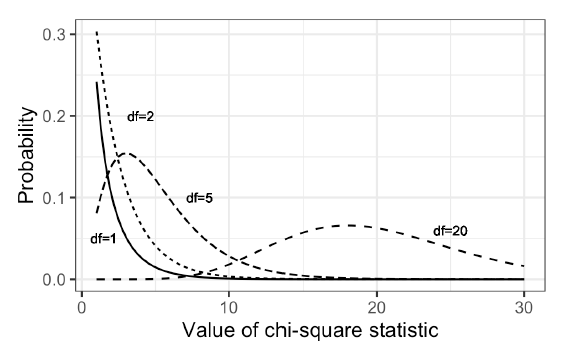 0.3
0.2
0.1
0.0
Probability
df=2
df=5
df=1
df=20
0
10
20
30
Value of chi-square statistic